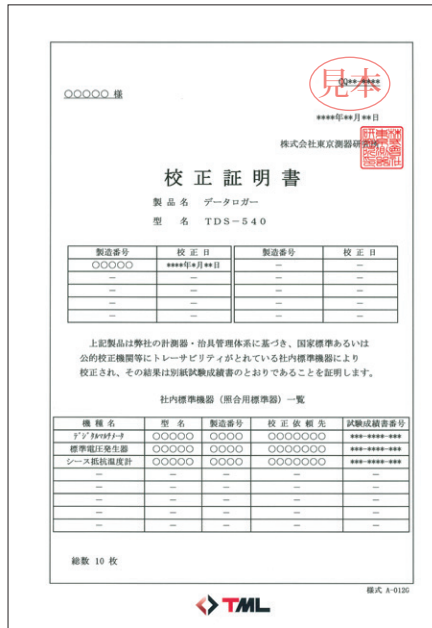 見本
○○○○○ 様
****年**月**日
株式会社東京測器研究所
校正証明書
製品名 データロガー
型名 TDS-540
製造番号 校正日 製造番号 校正日
○○○○○ ****年*月**日 － －
－ － － －
－ － － －
－ － － －
－ － － －
上記製品は弊社の計測器・治具管理体系に基づき、国家標準あるいは
公的校正機関等にトレーサビリティがとれている社内標準機器により
校正され、その結果は別紙試験成績書のとおりであることを証明します。
社内標準機器（照合用標準器）一覧
機種名 型名 製造番号 校正依頼先 試験成績書番号
ﾃﾞｼﾞﾀﾙﾏﾙﾁﾒｰﾀ ○○○○○ ○○○○ ○○○○○○○ ***-****-***
標準電圧発生器 ○○○○○ ○○○○ ○○○○○○○ ***-****-***
シース抵抗温度計 ○○○○○ ○○○○ ○○○○○○○ ***-****-***
－ － － － －
－ － － － －
－ － － － －
－ － － － －
－ － － － －
総数 10 枚
様式 A-012G
TML